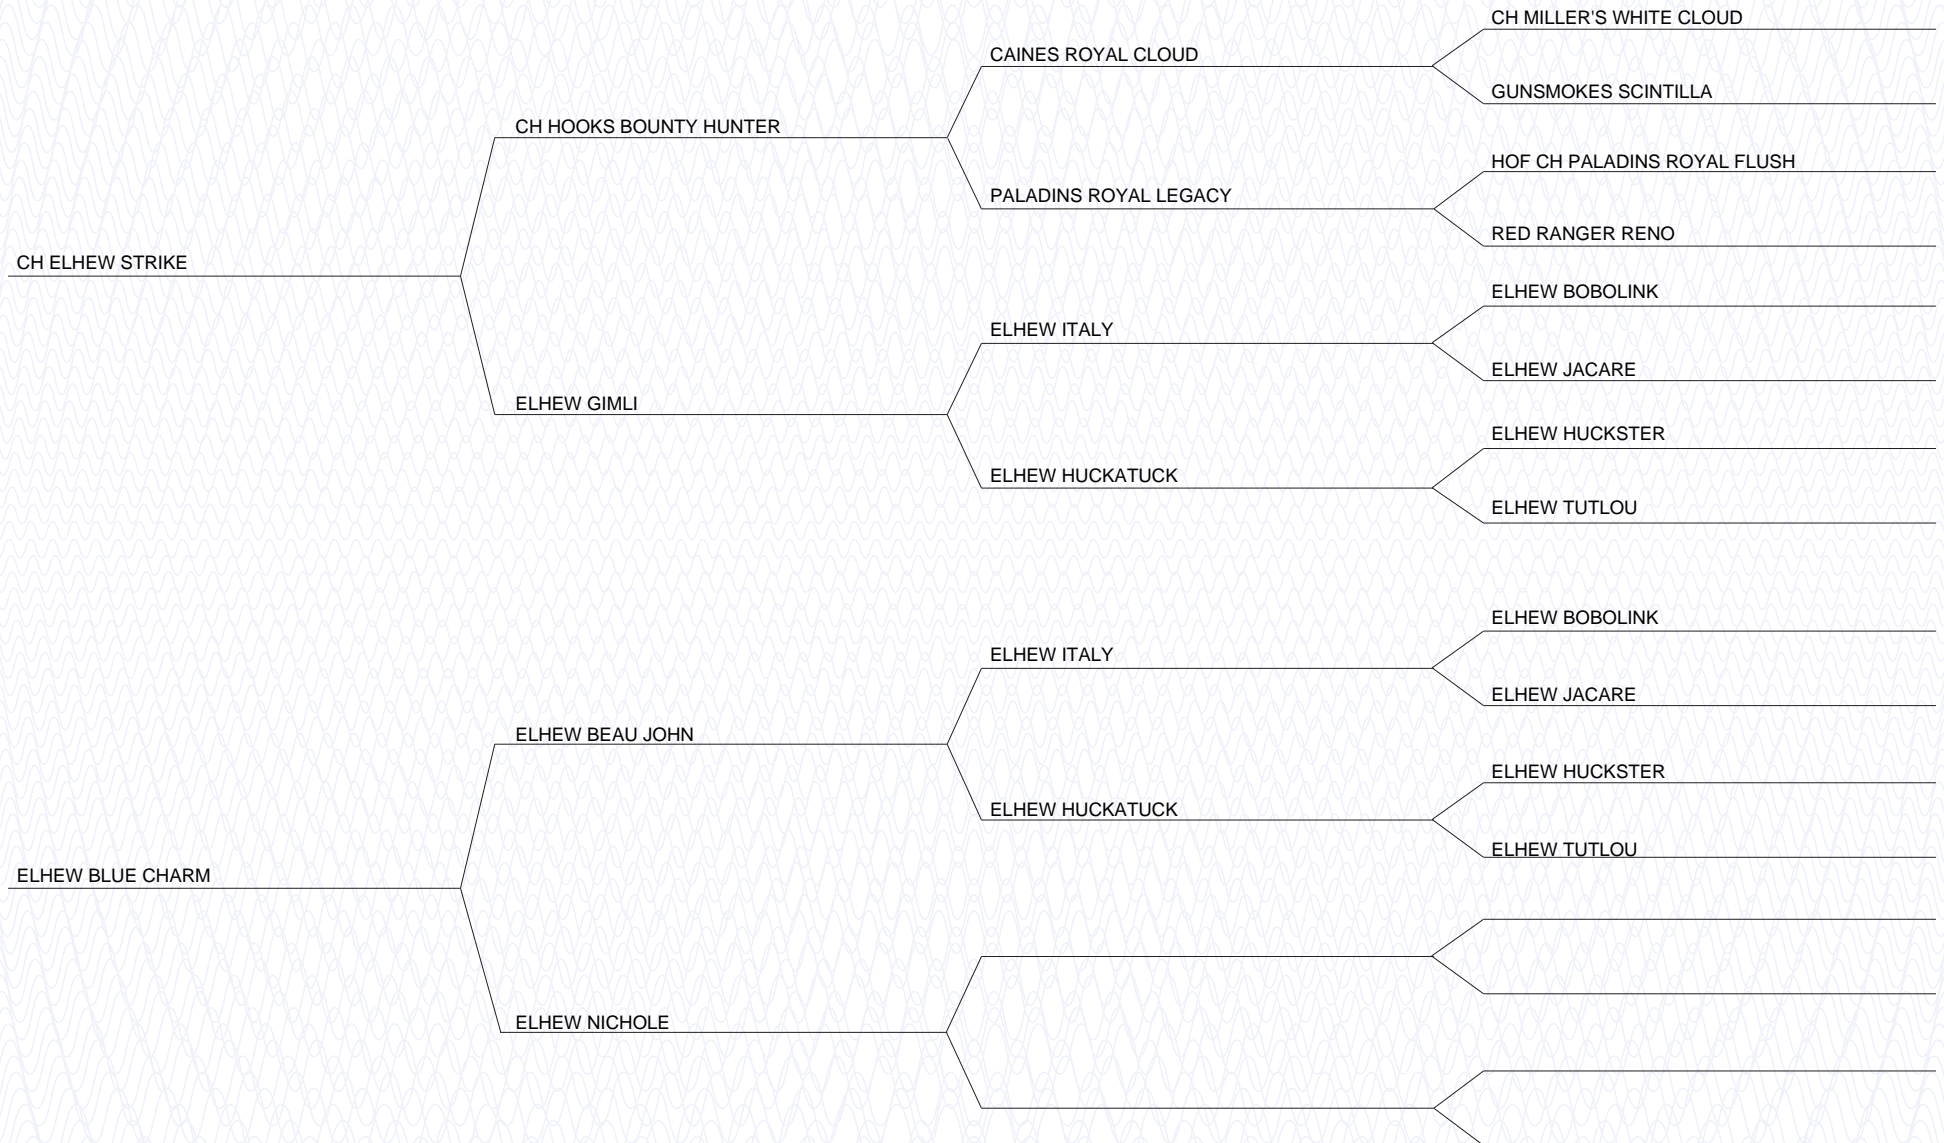 CH MILLER'S WHITE CLOUD
CAINES ROYAL CLOUD
GUNSMOKES SCINTILLA
CH HOOKS BOUNTY HUNTER
HOF CH PALADINS ROYAL FLUSH
PALADINS ROYAL LEGACY
RED RANGER RENO
CH ELHEW STRIKE
ELHEW BOBOLINK
ELHEW ITALY
ELHEW JACARE
ELHEW GIMLI
ELHEW HUCKSTER
ELHEW HUCKATUCK
ELHEW TUTLOU
ELHEW BOBOLINK
ELHEW ITALY
ELHEW JACARE
ELHEW BEAU JOHN
ELHEW HUCKSTER
ELHEW HUCKATUCK
ELHEW TUTLOU
ELHEW BLUE CHARM
ELHEW NICHOLE